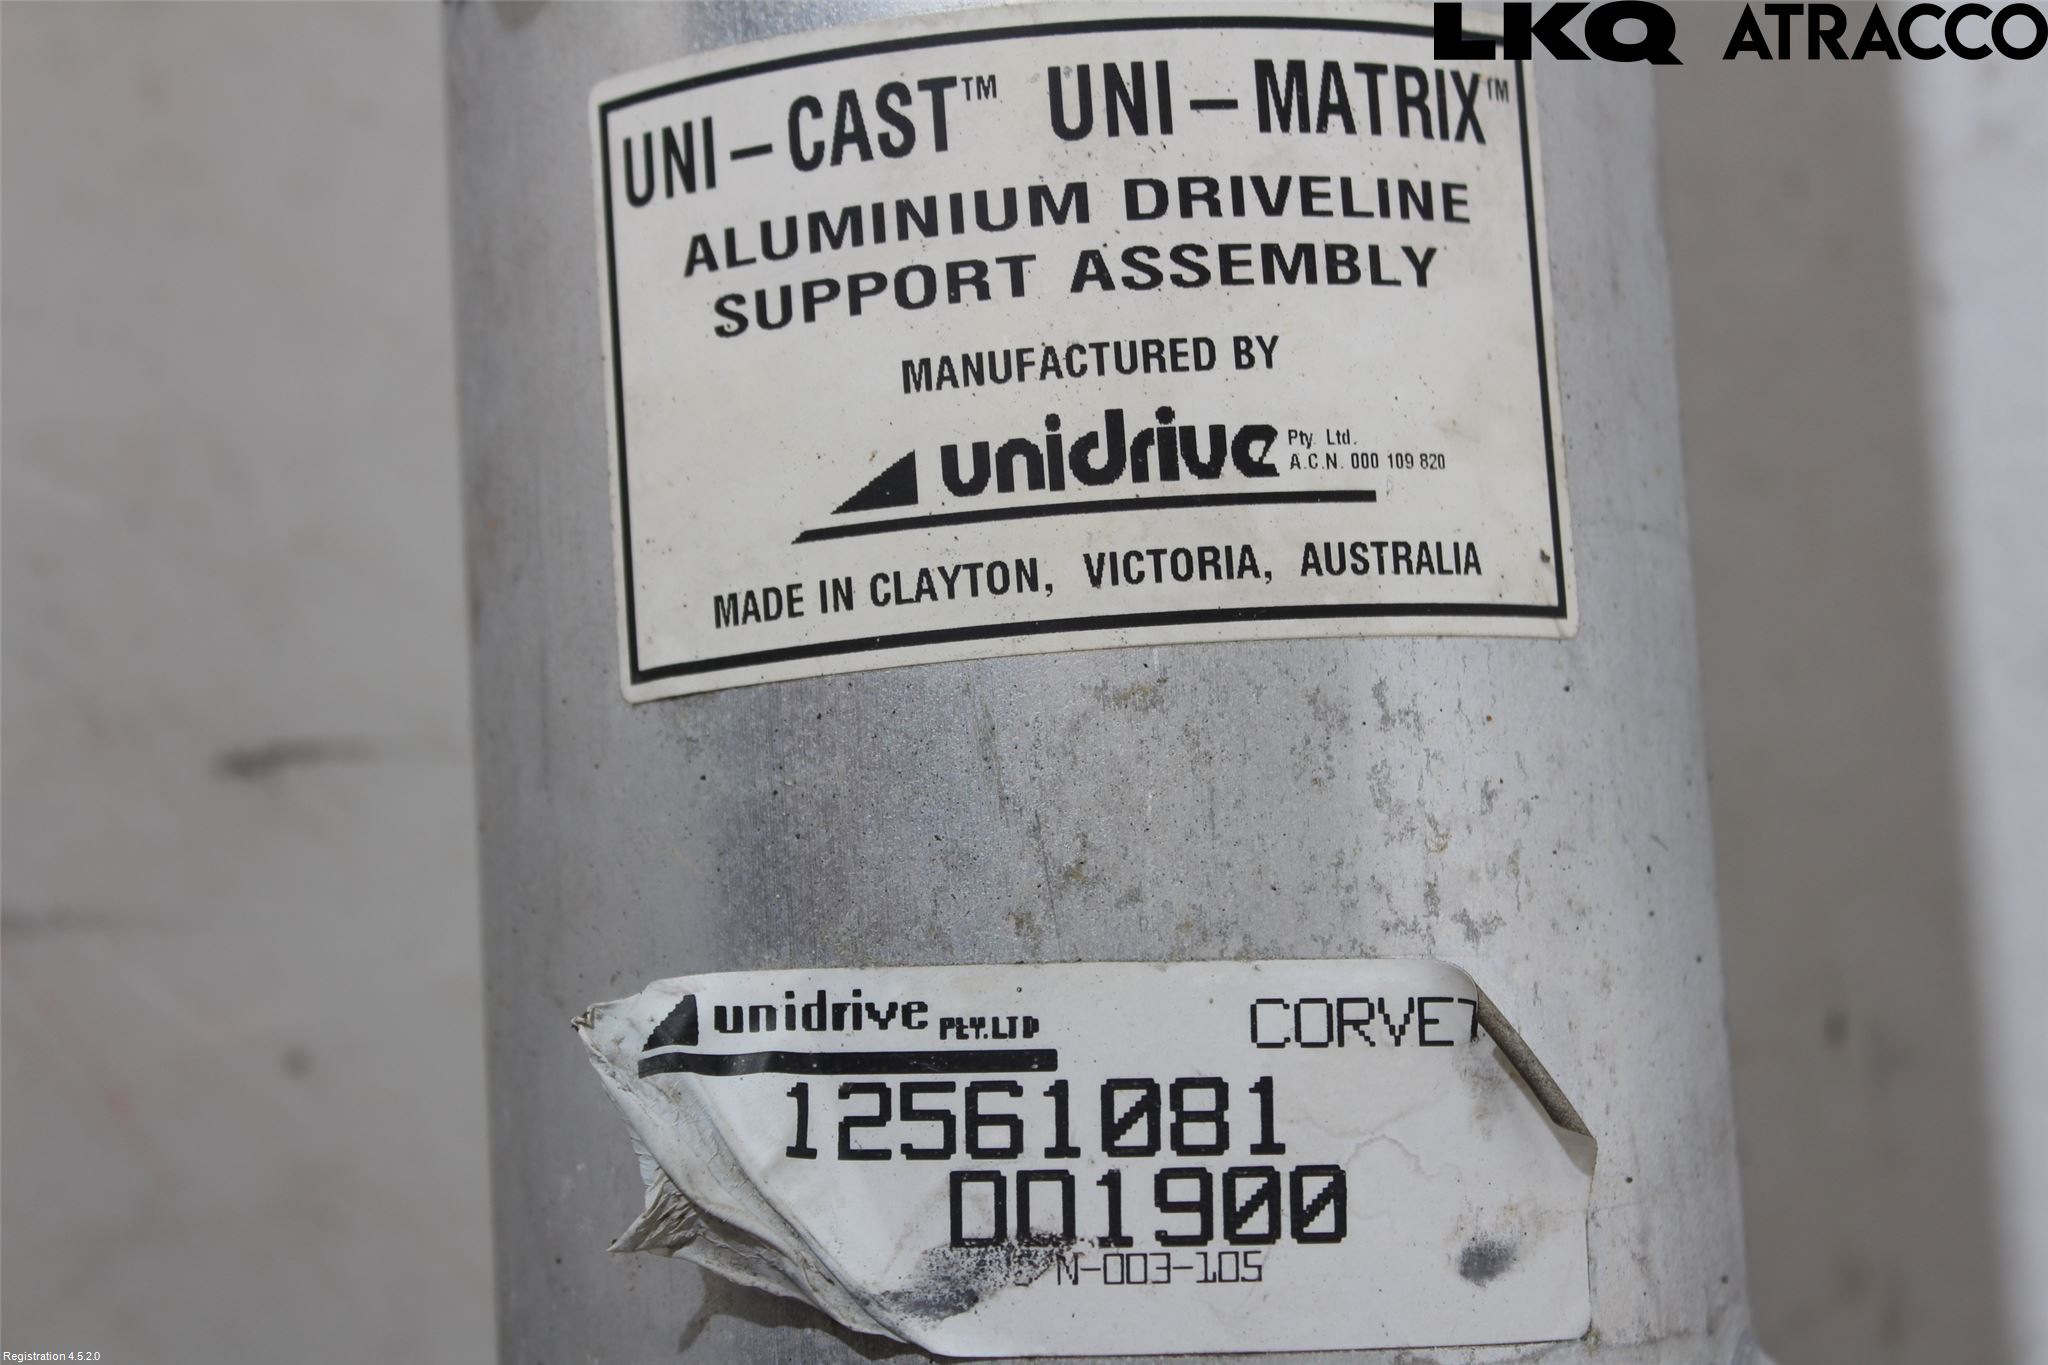 LKQ ATRACCO
UNI-CAST™ UNI-MATRIX™
ALUMINIUM DRIVELINE
SUPPORT ASSEMBLY
MANUFACTURED BY
unidrive Pty. Ltd.
A.C.N. 000 109 820
MADE IN CLAYTON, VICTORIA, AUSTRALIA
unidrive PTY.LTD CORVET
12561081
001900
N-003-105
Registration 4.5.2.0